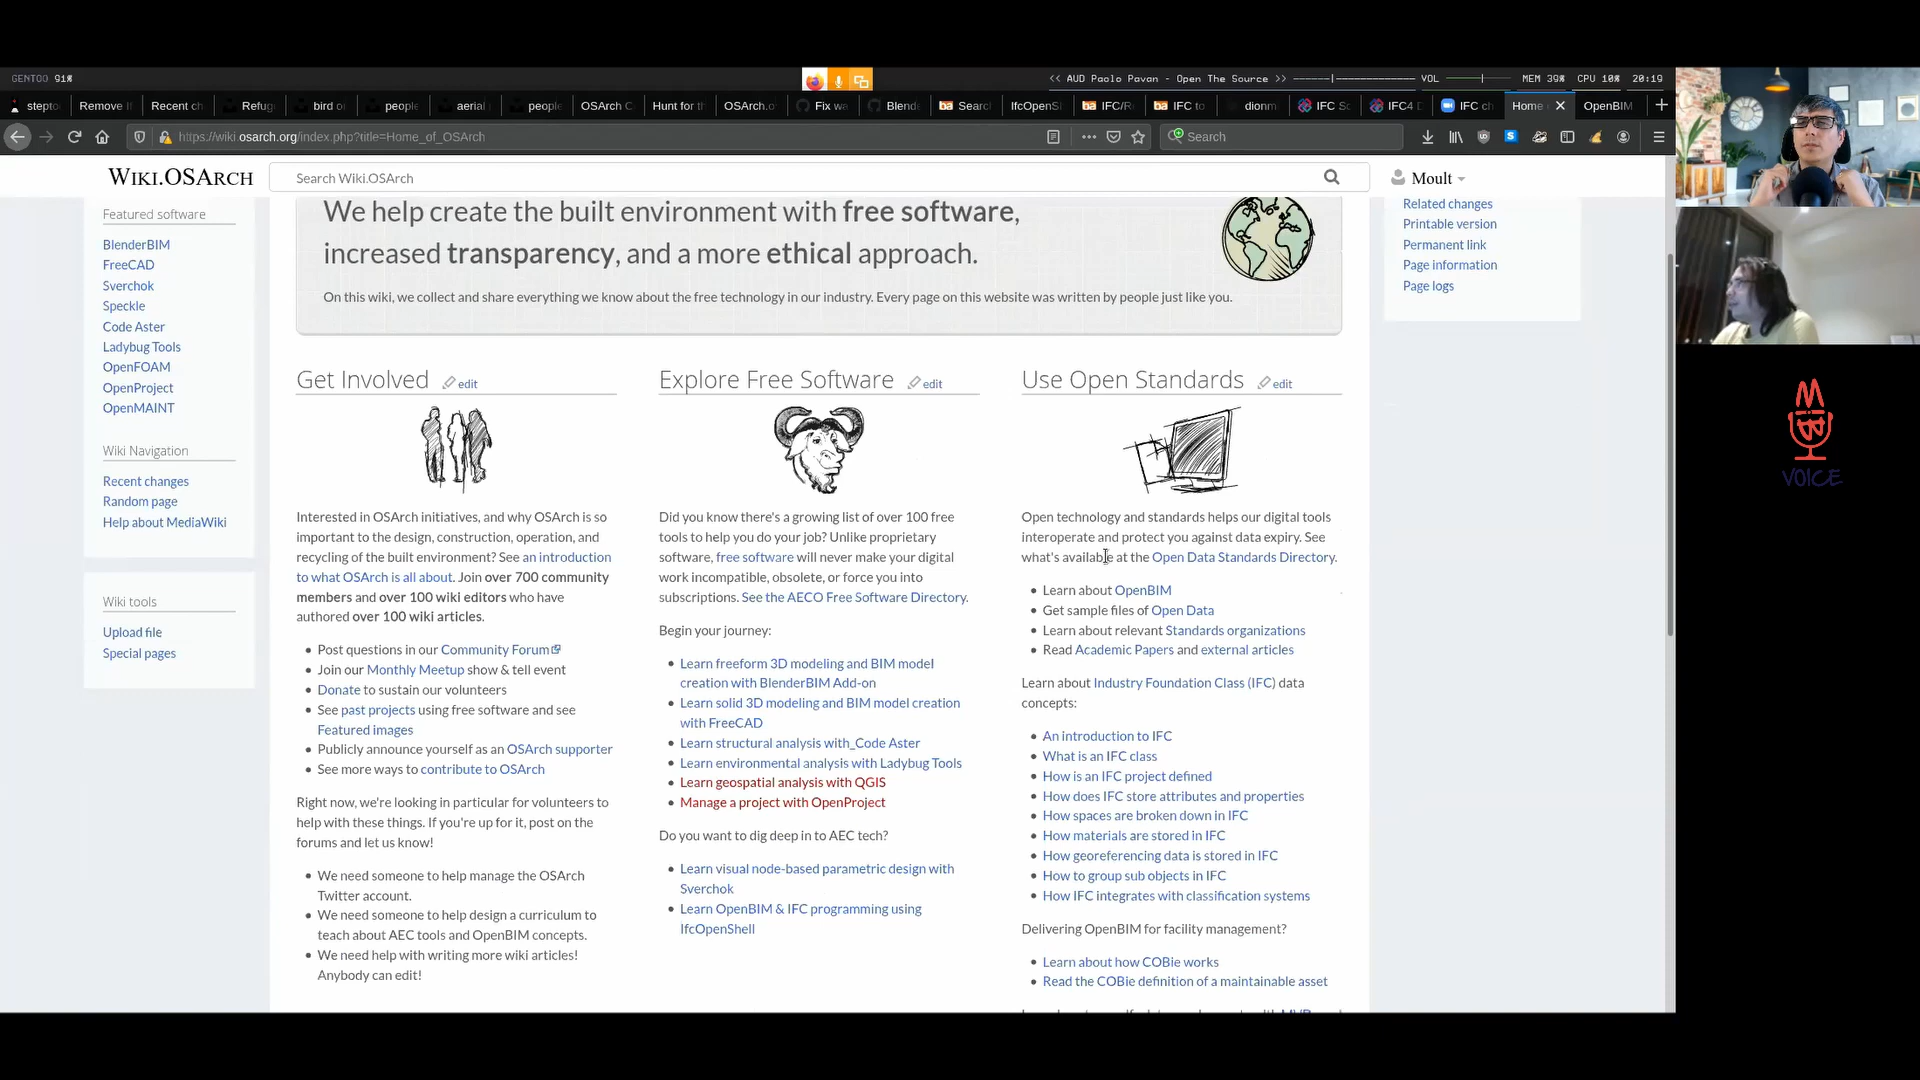 GENTOO 91%
<< AUD Paolo Pavan - Open The Source >>
VOL
MEM 39% CPU 10% 20:19
stepto
Remove I
Recent ch
Refug
bird o
people
aerial
people
OSArch C
Hunt for t
OSArch.o
Fix wa
Blend
Searc
IfcOpenS
IFC/R
IFC to
dionm
IFC Sc
IFC4 D
IFC ch
Home
OpenBIM
https://wiki.osarch.org/index.php?title=Home_of_OSArch
Search
WIKI.OSARCH
Search Wiki.OSArch
Moult
Featured software
BlenderBIM
FreeCAD
Sverchok
Speckle
Code Aster
Ladybug Tools
OpenFOAM
OpenProject
OpenMAINT
Wiki Navigation
Recent changes
Random page
Help about MediaWiki
Wiki tools
Upload file
Special pages
We help create the built environment with free software,
increased transparency, and a more ethical approach.
On this wiki, we collect and share everything we know about the free technology in our industry. Every page on this website was written by people just like you.
Get Involved edit
Interested in OSArch initiatives, and why OSArch is so
important to the design, construction, operation, and
recycling of the built environment? See an introduction
to what OSArch is all about. Join over 700 community
members and over 100 wiki editors who have
authored over 100 wiki articles.
• Post questions in our Community Forum
• Join our Monthly Meetup show & tell event
• Donate to sustain our volunteers
• See past projects using free software and see
Featured images
• Publicly announce yourself as an OSArch supporter
• See more ways to contribute to OSArch
Right now, we're looking in particular for volunteers to
help with these things. If you're up for it, post on the
forums and let us know!
• We need someone to help manage the OSArch
Twitter account.
• We need someone to help design a curriculum to
teach about AEC tools and OpenBIM concepts.
• We need help with writing more wiki articles!
Anybody can edit!
Explore Free Software edit
Did you know there's a growing list of over 100 free
tools to help you do your job? Unlike proprietary
software, free software will never make your digital
work incompatible, obsolete, or force you into
subscriptions. See the AECO Free Software Directory.
Begin your journey:
• Learn freeform 3D modeling and BIM model
creation with BlenderBIM Add-on
• Learn solid 3D modeling and BIM model creation
with FreeCAD
• Learn structural analysis with_Code Aster
• Learn environmental analysis with Ladybug Tools
• Learn geospatial analysis with QGIS
• Manage a project with OpenProject
Do you want to dig deep in to AEC tech?
• Learn visual node-based parametric design with
Sverchok
• Learn OpenBIM & IFC programming using
IfcOpenShell
Use Open Standards edit
Open technology and standards helps our digital tools
interoperate and protect you against data expiry. See
what's available at the Open Data Standards Directory.
• Learn about OpenBIM
• Get sample files of Open Data
• Learn about relevant Standards organizations
• Read Academic Papers and external articles
Learn about Industry Foundation Class (IFC) data
concepts:
• An introduction to IFC
• What is an IFC class
• How is an IFC project defined
• How does IFC store attributes and properties
• How spaces are broken down in IFC
• How materials are stored in IFC
• How georeferencing data is stored in IFC
• How to group sub objects in IFC
• How IFC integrates with classification systems
Delivering OpenBIM for facility management?
• Learn about how COBie works
• Read the COBie definition of a maintainable asset
Related changes
Printable version
Permanent link
Page information
Page logs
VOICE